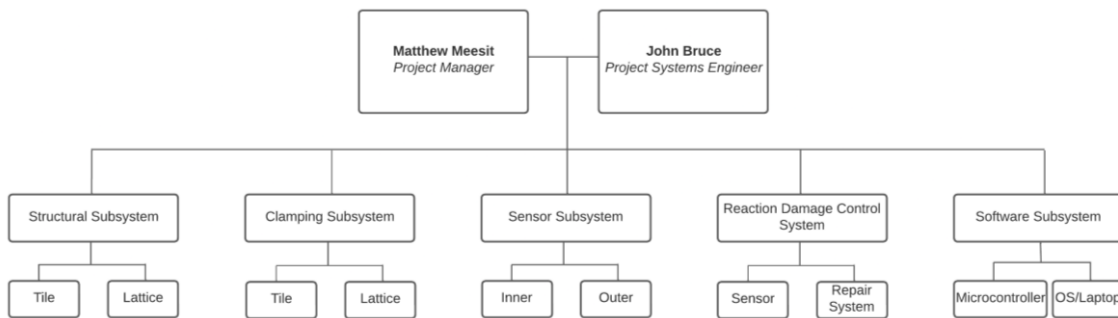 Matthew Meesit
Project Manager
John Bruce
Project Systems Engineer
Structural Subsystem
Clamping Subsystem
Sensor Subsystem
Reaction Damage Control
System
Software Subsystem
Tile
Lattice
Tile
Lattice
Inner
Outer
Sensor
Repair
System
Microcontroller
OS/Laptop